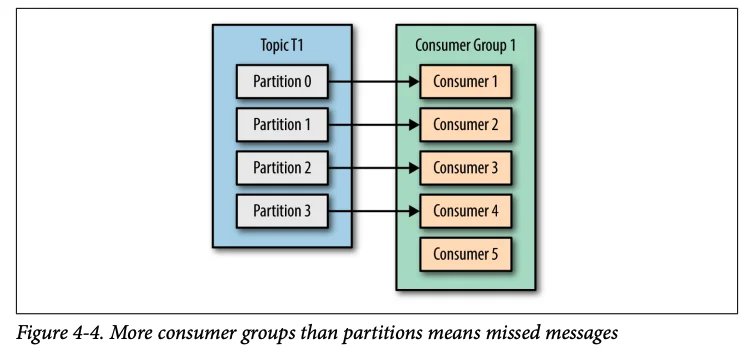 Topic T1
Partition 0
Partition 1
Partition 2
Partition 3
Consumer Group 1
Consumer 1
Consumer 2
Consumer 3
Consumer 4
Consumer 5
Figure 4-4. More consumer groups than partitions means missed messages